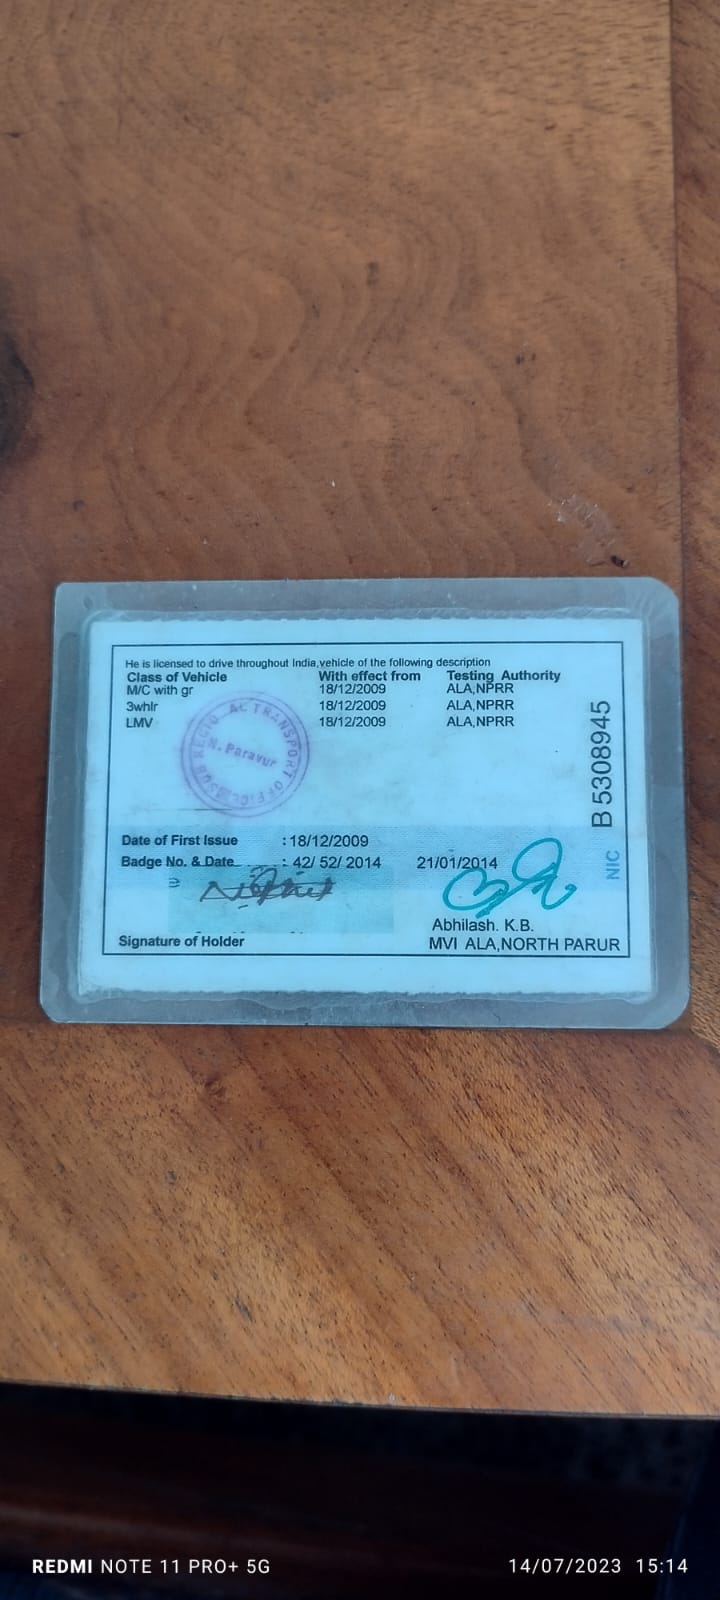 He is licensed to drive throughout India,vehicle of the following description
Class of Vehicle With effect from Testing Authority
M/C with gr 18/12/2009 ALA,NPRR
3whlr 18/12/2009 ALA,NPRR
LMV 18/12/2009 ALA,NPRR
N. Paravur
B 5308945
NIC
Date of First Issue : 18/12/2009
Badge No. & Date : 42/ 52/ 2014 21/01/2014
Abhilash. K.B.
Signature of Holder MVI ALA,NORTH PARUR
REDMI NOTE 11 PRO+ 5G 14/07/2023 15:14